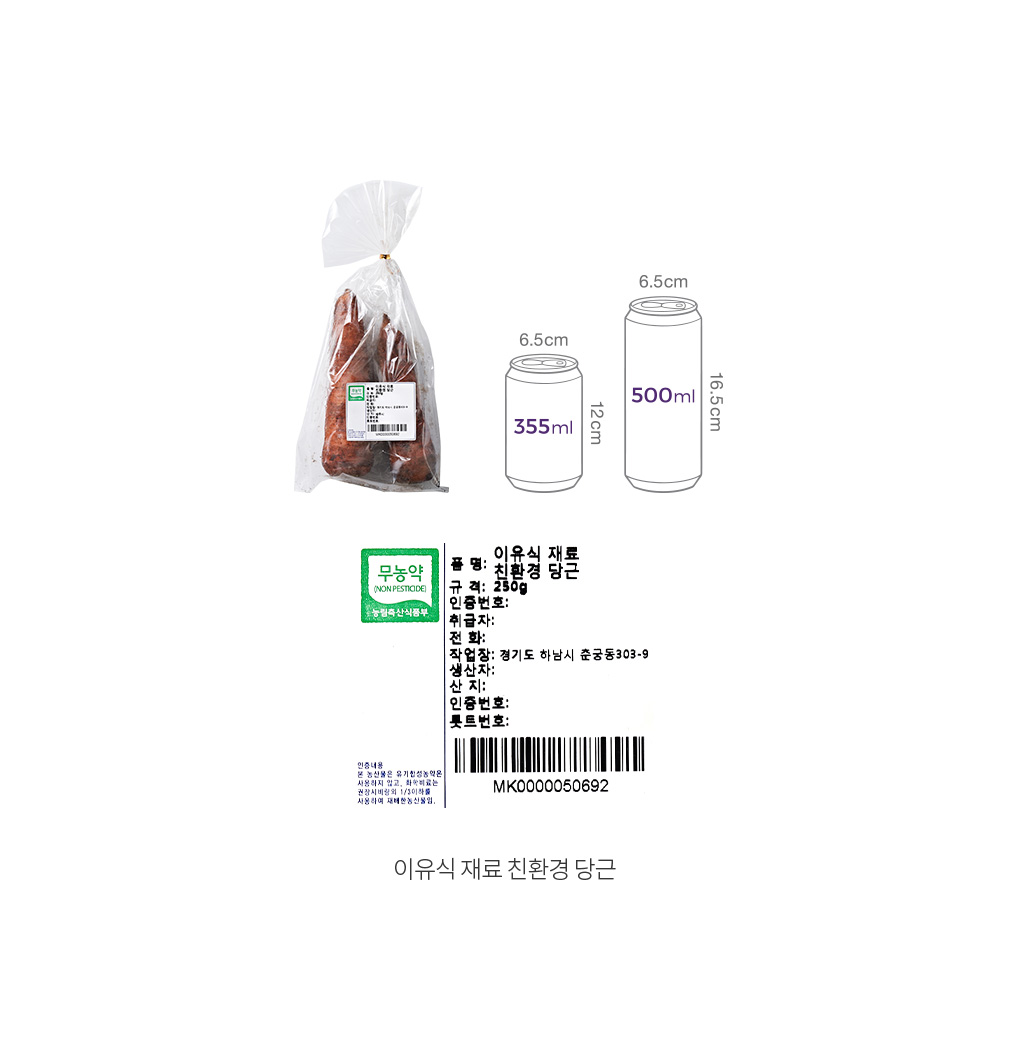 6.5cm
6.5cm
500ml
16.5cm
355ml
12cm
무농약
(NON PESTICIDE)
농림축산식품부
품 명: 이유식 재료
친환경 당근
규 격: 250g
인증번호:
취급자:
전 화:
작업장: 경기도 하남시 춘궁동303-9
생산자:
산 지:
인증번호:
롯트번호:
MK0000050692
인증내용
본 농산물은 유기합성농약은
사용하지 않고, 화학비료는
권장시비량의 1/3이하를
사용하여 재배한농산물임.
이유식 재료 친환경 당근